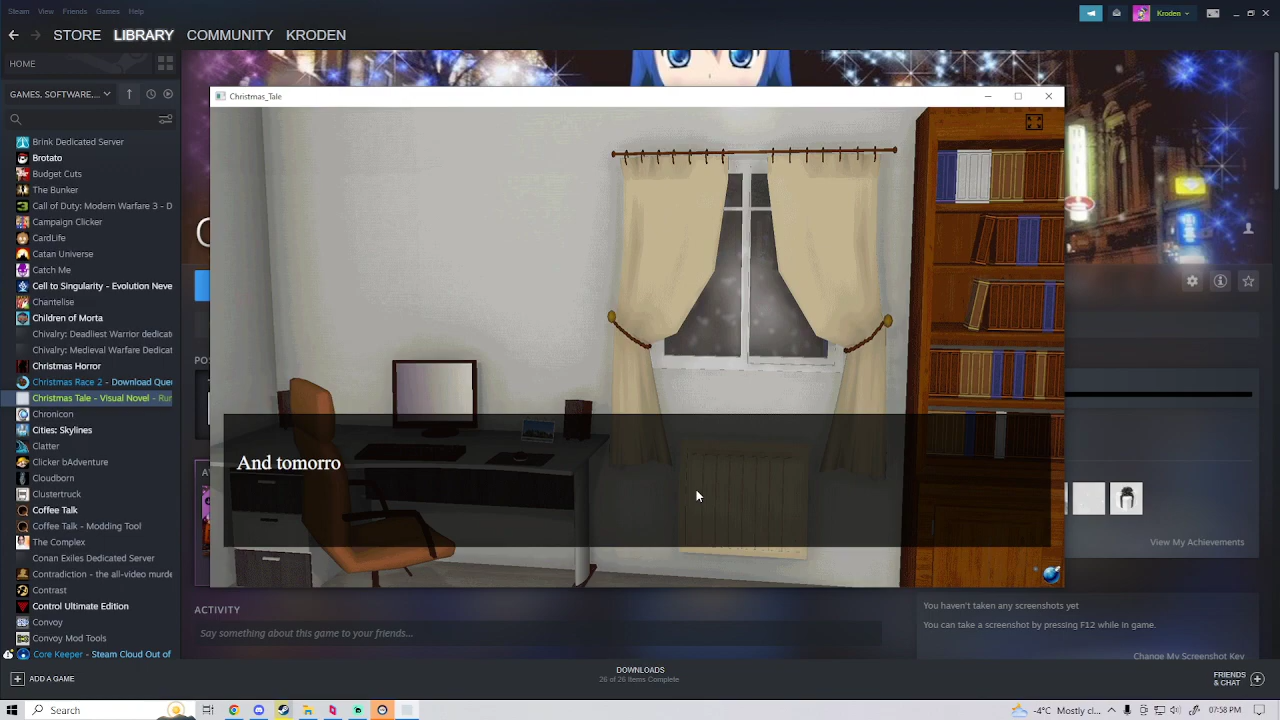 Steam View Friends Games Help
Kroden
STORE LIBRARY COMMUNITY KRODEN
HOME
GAMES, SOFTWARE...
Christmas_Tale
Brink Dedicated Server
Brotato
Budget Cuts
The Bunker
Call of Duty: Modern Warfare 3 - D
Campaign Clicker
CardLife
Catan Universe
Catch Me
Cell to Singularity - Evolution Neve
Chantelise
Children of Morta
Chivalry: Deadliest Warrior dedicat
Chivalry: Medieval Warfare Dedicat
Christmas Horror
Christmas Race 2 - Download Que
Christmas Tale - Visual Novel - Run
Chronicon
Cities: Skylines
Clatter
Clicker bAdventure
Cloudborn
Clustertruck
Coffee Talk
Coffee Talk - Modding Tool
The Complex
Conan Exiles Dedicated Server
Contradiction - the all-video murde
Contrast
Control Ultimate Edition
Convoy
Convoy Mod Tools
Core Keeper - Steam Cloud Out of
And tomorro
View My Achievements
ACTIVITY
Say something about this game to your friends...
You haven't taken any screenshots yet
You can take a screenshot by pressing F12 while in game.
Change My Screenshot Key
ADD A GAME
DOWNLOADS
26 of 26 Items Complete
FRIENDS
& CHAT
Search
-4°C Mostly cl...
07:58 PM